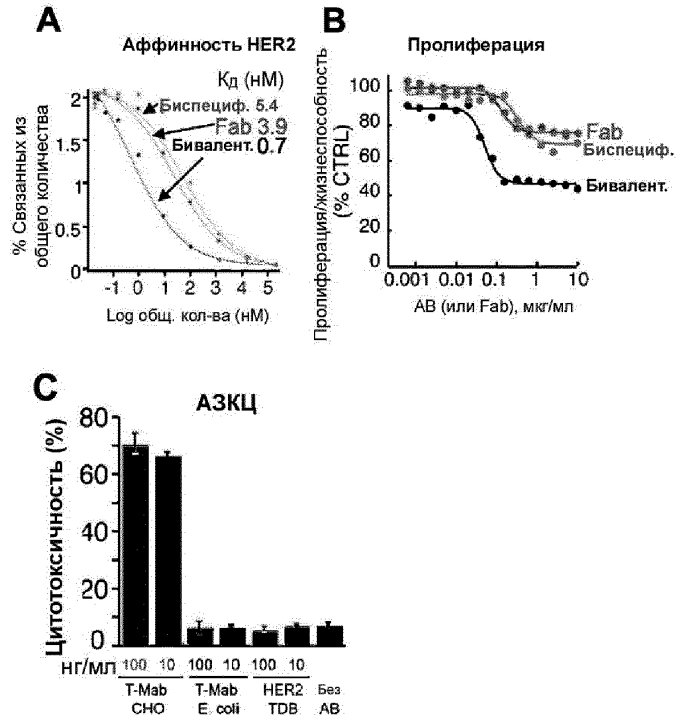 A
Аффинность HER2
Кд (нМ)
Биспециф. 5.4
Fab 3.9
Бивалент. 0.7
% Связанных из
общего количества
2
1.5
1
0.5
0
-1 0 1 2 3 4 5
Log общ. кол-ва (нМ)
B
Пролиферация
Пролиферация/жизнеспособность
(% CTRL)
100
80
60
40
20
0
Fab
Биспециф.
Бивалент.
0.001 0.01 0.1 1 10
AB (или Fab), мкг/мл
C
АЗКЦ
Цитотоксичность (%)
80
60
40
20
0
нг/мл 100 10 100 10 100 10
T-Mab T-Mab HER2 Без
CHO E. coli TDB AB